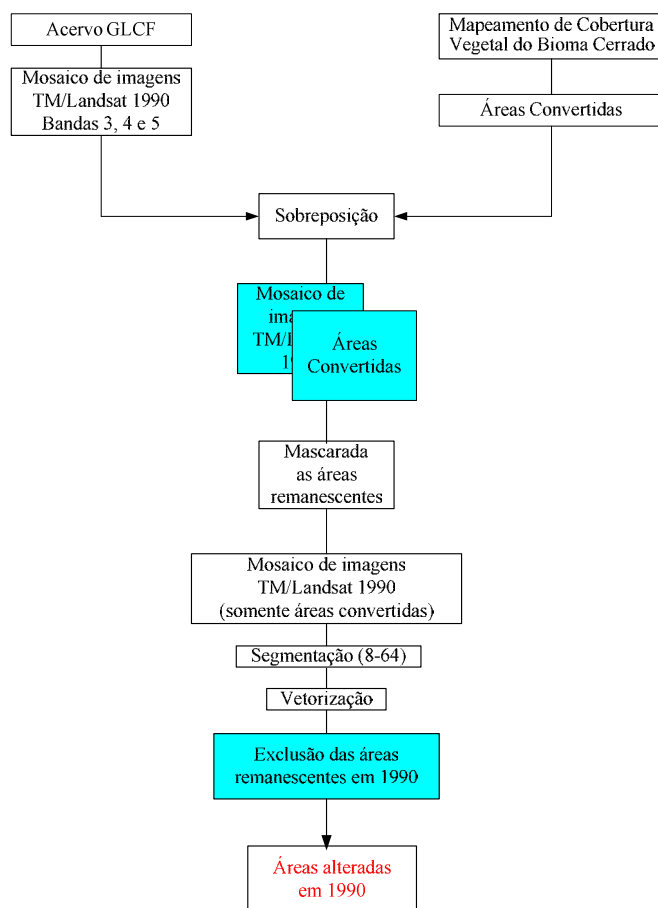 Acervo GLCF
Mosaico de imagens
TM/Landsat 1990
Bandas 3, 4 e 5
Mapeamento de Cobertura
Vegetal do Bioma Cerrado
Áreas Convertidas
Sobreposição
Mosaico de
Áreas
Convertidas
Mascarada
as áreas
remanescentes
Mosaico de imagens
TM/Landsat 1990
(somente áreas convertidas)
Segmentação (8-64)
Vetorização
Exclusão das áreas
remanescentes em 1990
Áreas alteradas
em 1990